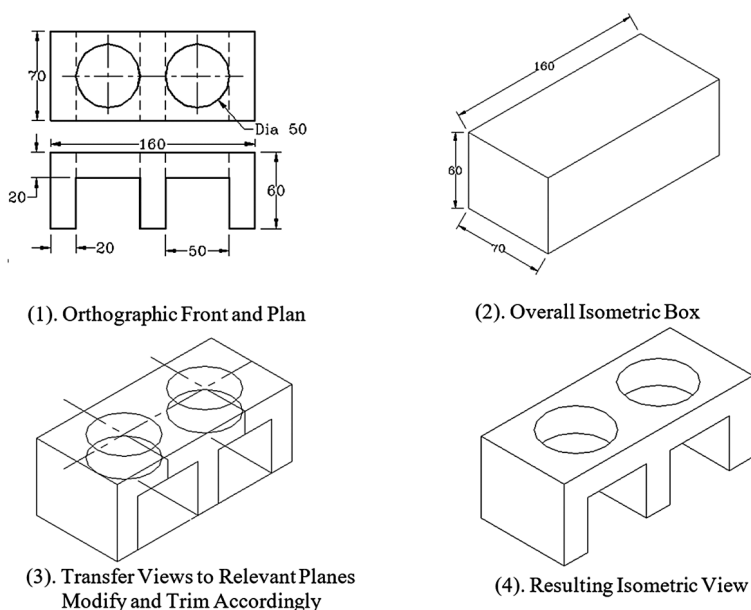 70
Dia 50
160
20
60
20
50
(1). Orthographic Front and Plan
160
60
70
(2). Overall Isometric Box
(3). Transfer Views to Relevant Planes
Modify and Trim Accordingly
(4). Resulting Isometric View